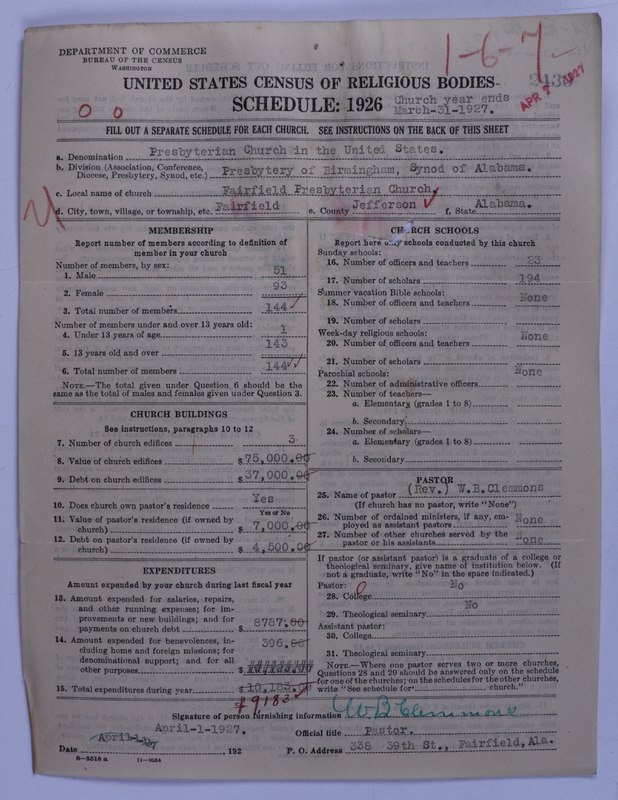 DEPARTMENT OF COMMERCE
BUREAU OF THE CENSUS
WASHINGTON
1-6-7
UNITED STATES CENSUS OF RELIGIOUS BODIES
SCHEDULE: 1926 Church year ends
March-31-1927.
APR 7 1927
0 0
FILL OUT A SEPARATE SCHEDULE FOR EACH CHURCH. SEE INSTRUCTIONS ON THE BACK OF THIS SHEET
a. Denomination Presbyterian Church in the United States.
b. Division (Association, Conference,
Diocese, Presbytery, Synod, etc.) Presbytery of Birmingham, Synod of Alabama.
c. Local name of church Fairfield Presbyterian Church,
d. City, town, village, or township, etc. Fairfield e. County Jefferson f. State Alabama.
MEMBERSHIP
Report number of members according to definition of
member in your church
Number of members, by sex:
1. Male 51
2. Female 93
3. Total number of members 144
Number of members under and over 13 years old:
4. Under 13 years of age 1
5. 13 years old and over 143
6. Total number of members 144
NOTE.—The total given under Question 6 should be the
same as the total of males and females given under Question 3.
CHURCH BUILDINGS
See instructions, paragraphs 10 to 12
7. Number of church edifices 3
8. Value of church edifices $75,000.00
9. Debt on church edifices $37,000.00
10. Does church own pastor's residence Yes
Yes or No
11. Value of pastor's residence (if owned by
church) $ 7,000.00
12. Debt on pastor's residence (if owned by
church) $ 4,500.00
EXPENDITURES
Amount expended by your church during last fiscal year
13. Amount expended for salaries, repairs,
and other running expenses; for im-
provements or new buildings; and for
payments on church debt $ 8787.00
14. Amount expended for benevolences, in-
cluding home and foreign missions; for
denominational support; and for all
other purposes $ 396.00
15. Total expenditures during year $
$9183
CHURCH SCHOOLS
Report here only schools conducted by this church
Sunday schools:
16. Number of officers and teachers 23
17. Number of scholars 194
Summer vacation Bible schools:
18. Number of officers and teachers None
19. Number of scholars
Week-day religious schools:
20. Number of officers and teachers None
21. Number of scholars
Parochial schools: None
22. Number of administrative officers
23. Number of teachers—
a. Elementary (grades 1 to 8)
b. Secondary
24. Number of scholars—
a. Elementary (grades 1 to 8)
b. Secondary
PASTOR
25. Name of pastor (Rev.) W.B.Clemmons
(If church has no pastor, write "None")
26. Number of ordained ministers, if any, em-
ployed as assistant pastors None
27. Number of other churches served by the
pastor or his assistants None
If pastor (or assistant pastor) is a graduate of a college or
theological seminary, give name of institution below. (If
not a graduate, write "No" in the space indicated.)
Pastor:
28. College No
29. Theological seminary No
Assistant pastor:
30. College
31. Theological seminary
NOTE.—Where one pastor serves two or more churches,
Questions 28 and 29 should be answered only on the schedule
for one of the churches; on the schedules for the other churches,
write "See schedule for church."
Signature of person furnishing information W B Clemmons
April-1-1927. Official title Pastor.
Date April-1-1927 192 P. O. Address 338 39th St., Fairfield, Ala.
8-5516 a 11-9084